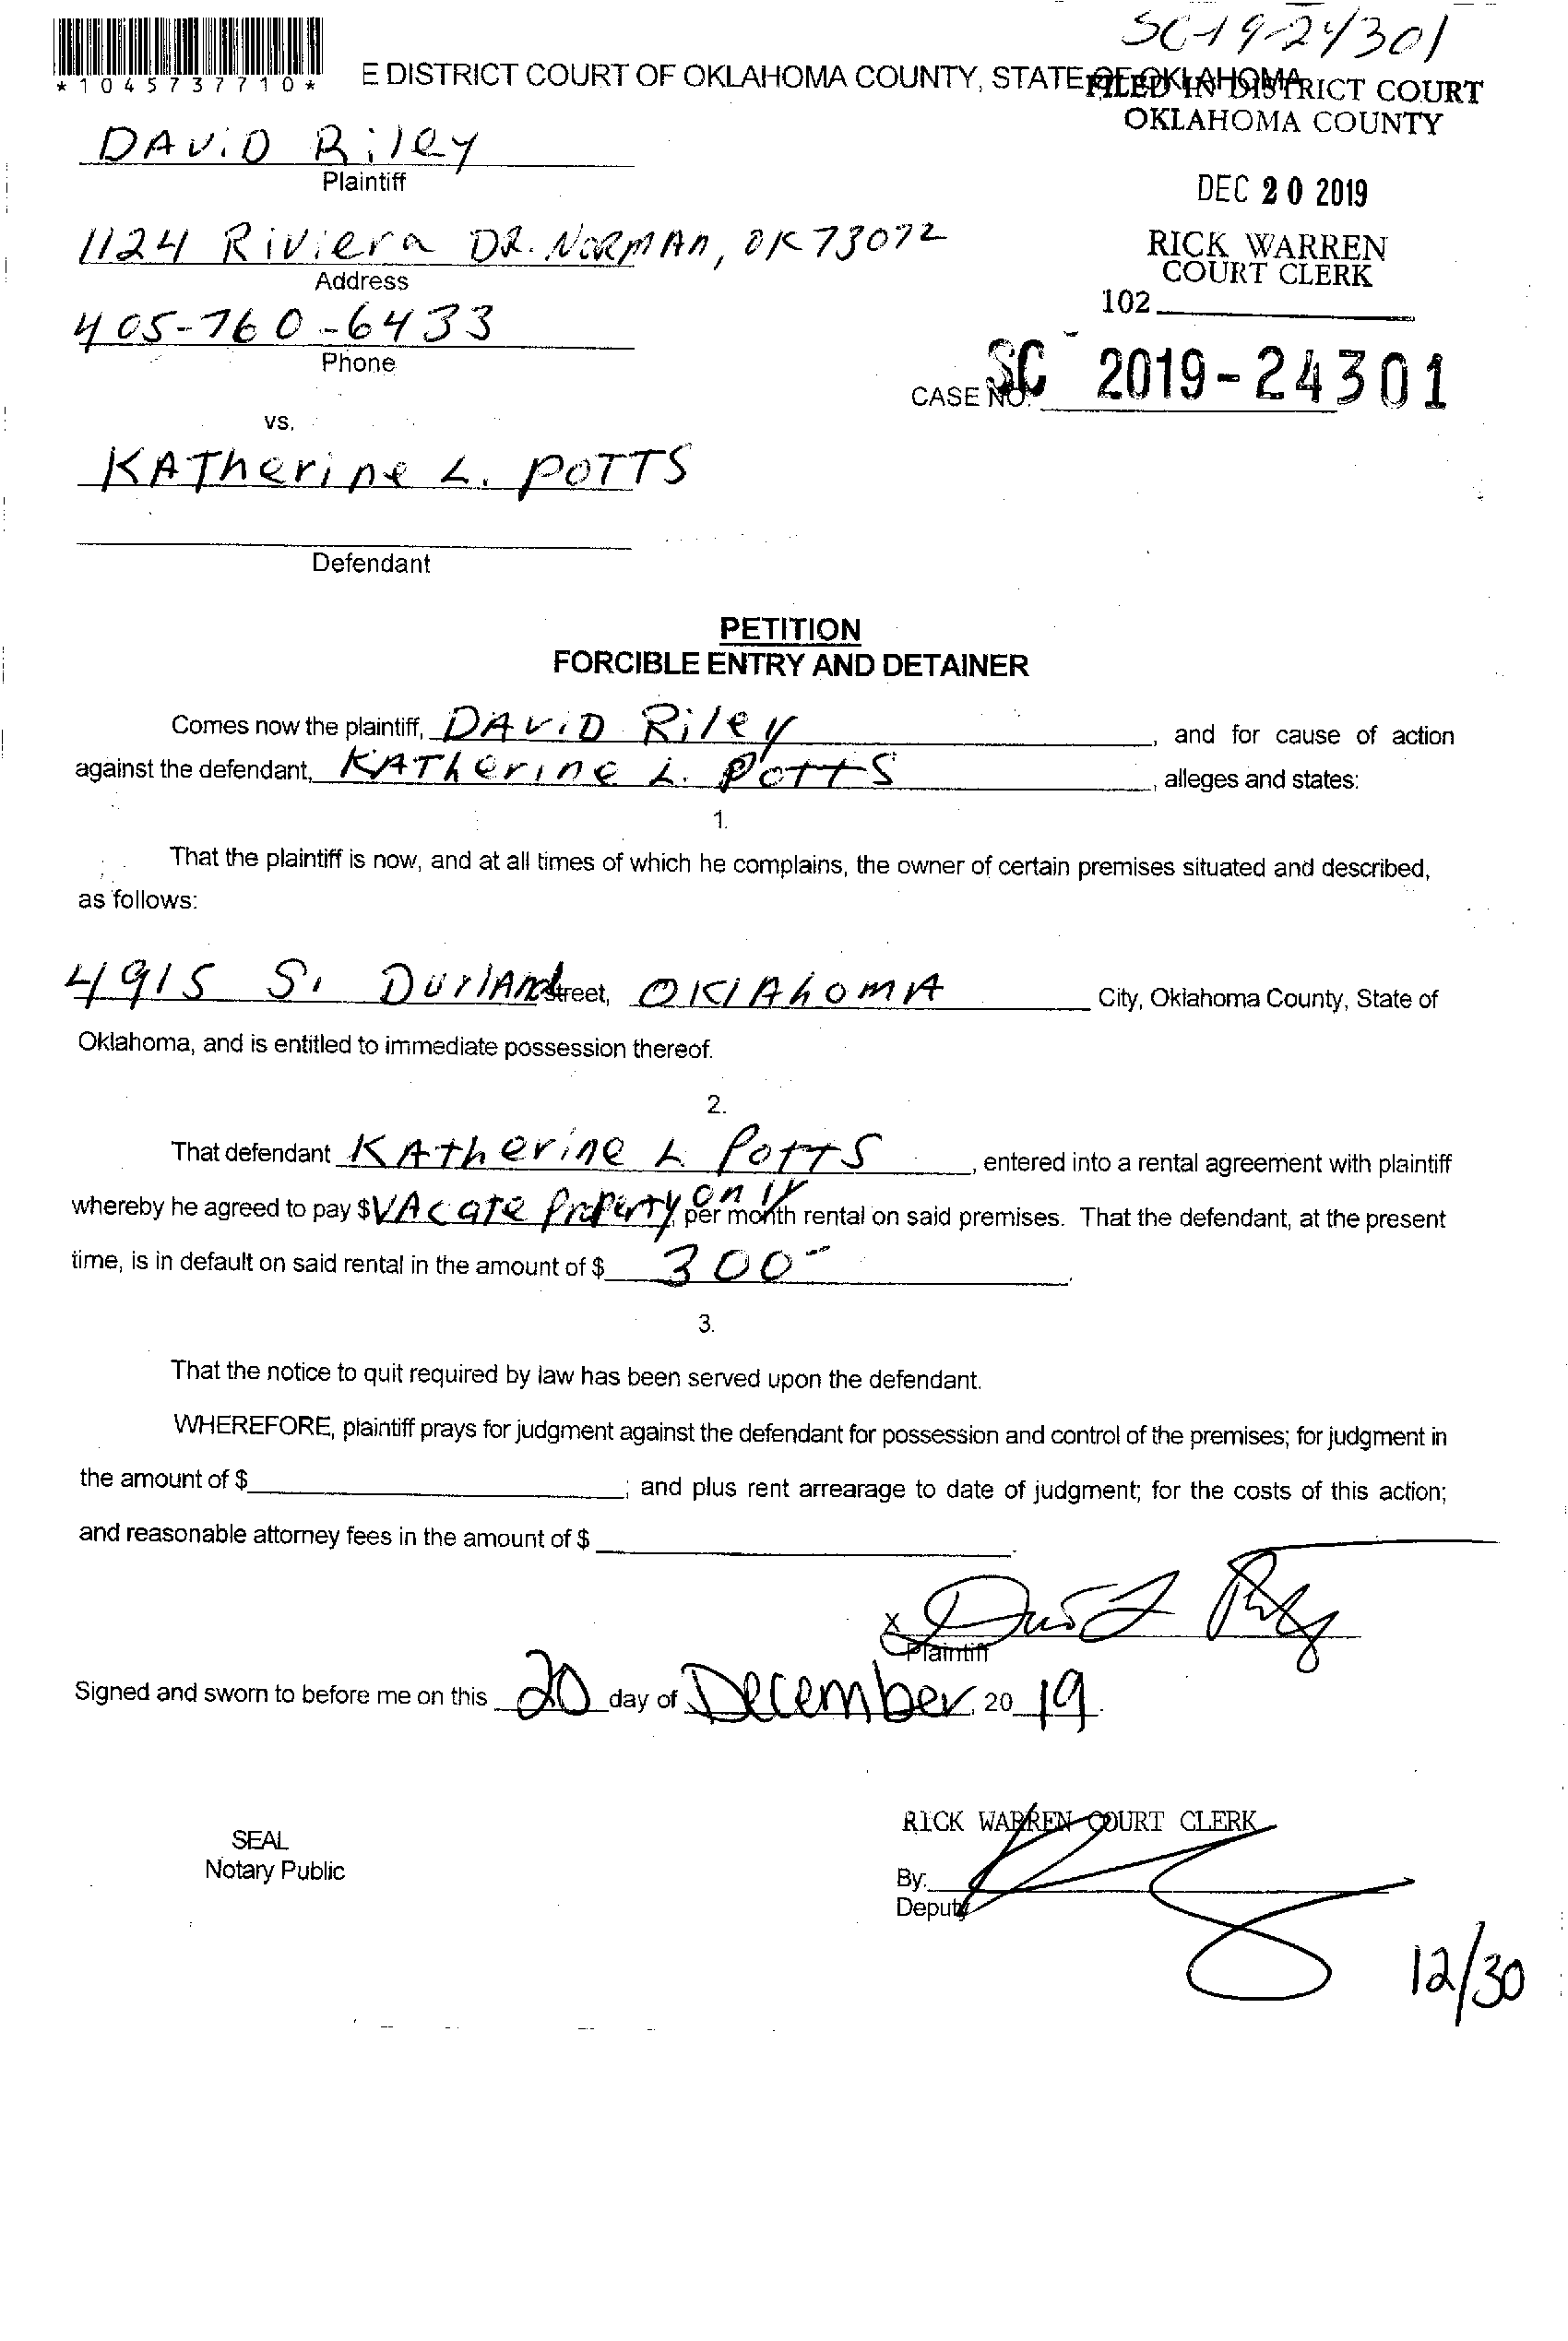 SC-19-24301
*1045737710*
E DISTRICT COURT OF OKLAHOMA COUNTY, STATE OF OKLAHOMA
FILED IN DISTRICT COURT
OKLAHOMA COUNTY
DAViD Riley
Plaintiff
DEC 20 2019
1124 Riviera DR. NORMAn, OK 73072
Address
RICK WARREN
COURT CLERK
102
405-760-6433
Phone
CASE NO. SC 2019-24301
vs.
KATherine L. POTTS
Defendant
PETITION
FORCIBLE ENTRY AND DETAINER
Comes now the plaintiff, DAViD Riley, and for cause of action
against the defendant, KATherine L. Potts, alleges and states:
1.
That the plaintiff is now, and at all times of which he complains, the owner of certain premises situated and described,
as follows:
4915 S. DurlAnd Street, OKlAhomA City, Oklahoma County, State of
Oklahoma, and is entitled to immediate possession thereof.
2.
That defendant KAtherine L Potts, entered into a rental agreement with plaintiff
whereby he agreed to pay $VAcate Property only per month rental on said premises. That the defendant, at the present
time, is in default on said rental in the amount of $ 300-.
3.
That the notice to quit required by law has been served upon the defendant.
WHEREFORE, plaintiff prays for judgment against the defendant for possession and control of the premises; for judgment in
the amount of $; and plus rent arrearage to date of judgment; for the costs of this action;
and reasonable attorney fees in the amount of $.
X
Plaintiff
Signed and sworn to before me on this 20 day of December, 2019.
RICK WARREN COURT CLERK
SEAL
Notary Public
By:
Deputy
12/30